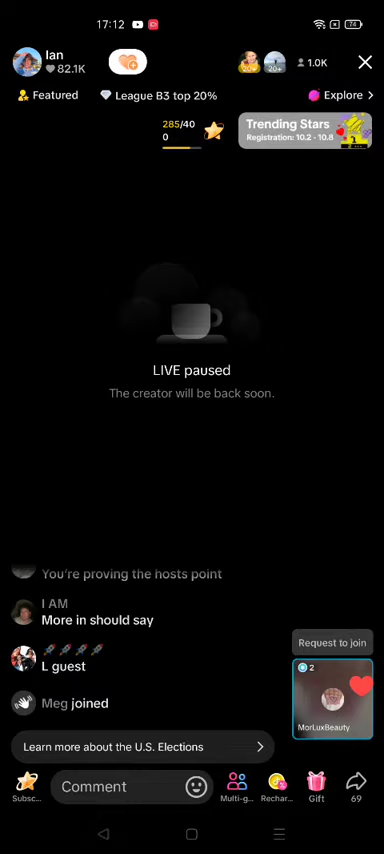 17:12
74
Ian
82.1K
20+
20+
1.0K
Featured
League B3 top 20%
Explore >
285/40
0
Trending Stars
Registration: 10.2 - 10.8
LIVE paused
The creator will be back soon.
You're proving the hosts point
I AM
More in should say
🚀🚀🚀🚀
L guest
Meg joined
Request to join
2
MorLuxBeauty
Learn more about the U.S. Elections
Comment
Subsc...
Multi-g...
Rechar...
Gift
69